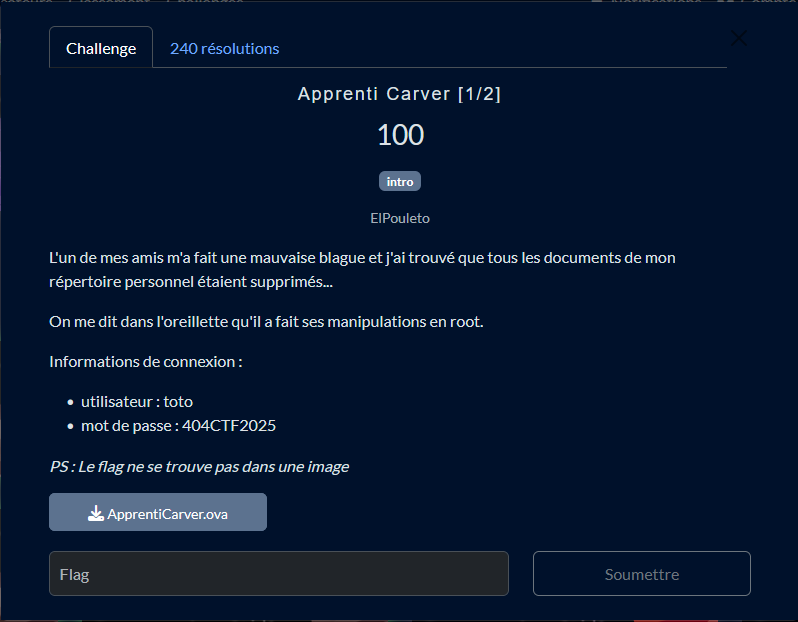 Challenge
240 résolutions
Apprenti Carver [1/2]
100
intro
ElPouleto
L'un de mes amis m'a fait une mauvaise blague et j'ai trouvé que tous les documents de mon
répertoire personnel étaient supprimés...
On me dit dans l'oreillette qu'il a fait ses manipulations en root.
Informations de connexion :
• utilisateur : toto
• mot de passe : 404CTF2025
PS : Le flag ne se trouve pas dans une image
ApprentiCarver.ova
Flag
Soumettre